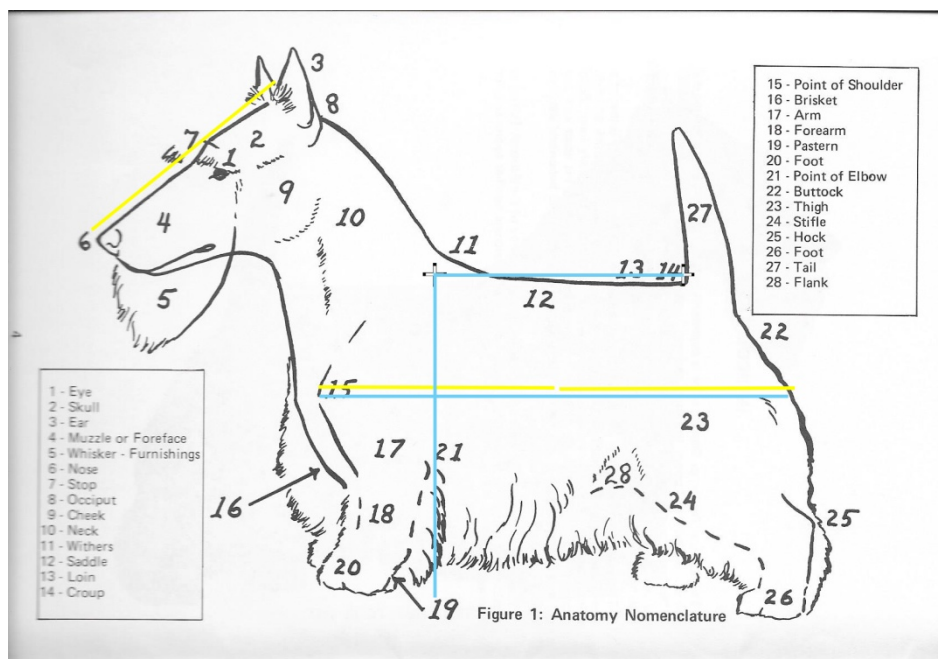 3
8
7
2
1
9
4
10
6
27
11
5
13
14
12
22
15
23
17
21
28
16
18
24
25
20
26
19
4
Figure 1: Anatomy Nomenclature
15 - Point of Shoulder
16 - Brisket
17 - Arm
18 - Forearm
19 - Pastern
20 - Foot
21 - Point of Elbow
22 - Buttock
23 - Thigh
24 - Stifle
25 - Hock
26 - Foot
27 - Tail
28 - Flank
1 - Eye
2 - Skull
3 - Ear
4 - Muzzle or Foreface
5 - Whisker - Furnishings
6 - Nose
7 - Stop
8 - Occiput
9 - Cheek
10 - Neck
11 - Withers
12 - Saddle
13 - Loin
14 - Croup